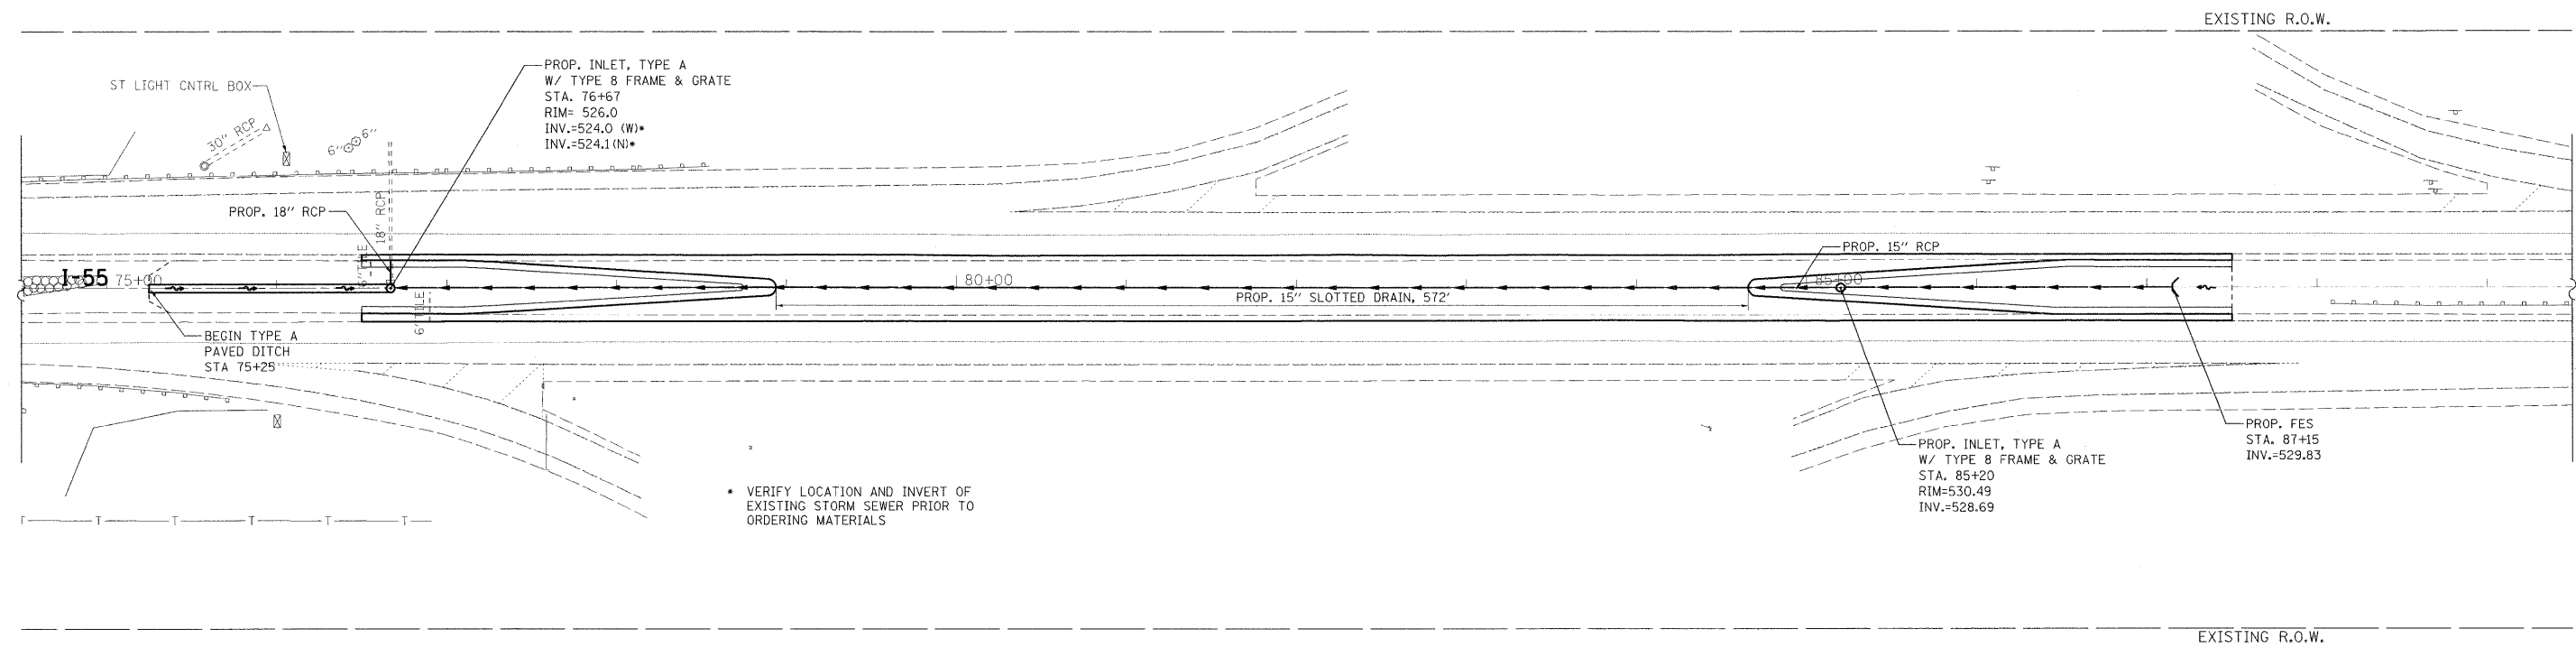 EXISTING R.O.W.
PROP. INLET, TYPE A
W/ TYPE 8 FRAME & GRATE
STA. 76+67
RIM= 526.0
INV.=524.0 (W)*
INV.=524.1(N)*
ST LIGHT CNTRL BOX
30" RCP
6"
6"
18" RCP
PROP. 18" RCP
PROP. 15" RCP
I-55
75+00
80+00
85+00
PROP. 15" SLOTTED DRAIN, 572'
BEGIN TYPE A
PAVED DITCH
STA 75+25
PROP. FES
STA. 87+15
INV.=529.83
PROP. INLET, TYPE A
W/ TYPE 8 FRAME & GRATE
STA. 85+20
RIM=530.49
INV.=528.69
* VERIFY LOCATION AND INVERT OF
EXISTING STORM SEWER PRIOR TO
ORDERING MATERIALS
T T T T T T
EXISTING R.O.W.